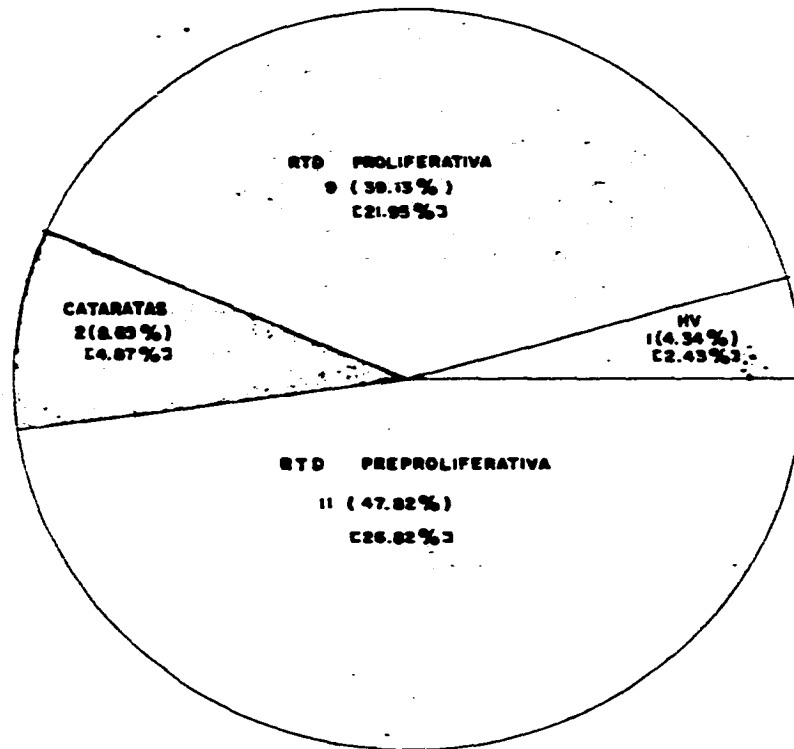 RTD PROLIFERATIVA
9 (39.13%)
[21.95%]
CATARATAS
2(8.69%)
[4.87%]
HV
1(4.34%)
[2.43%]
RTD PREPROLIFERATIVA
11 (47.82%)
[26.82%]